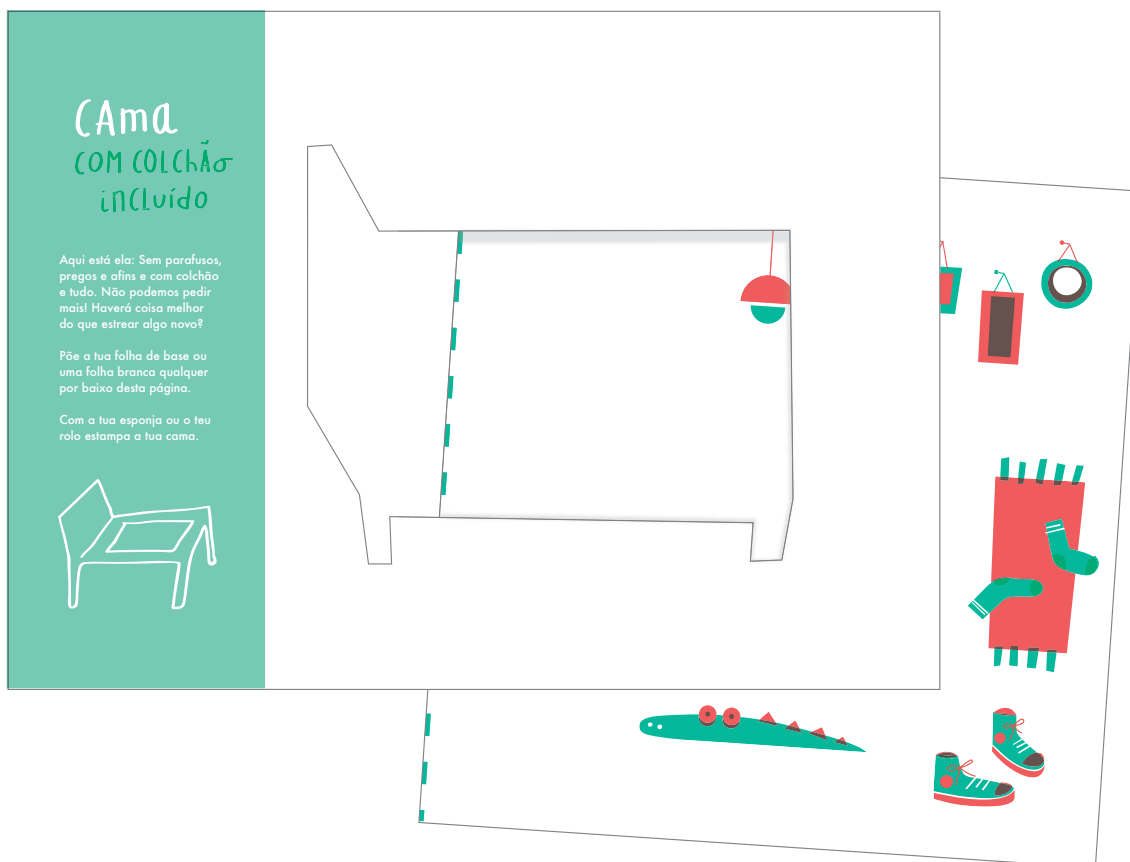 CAma
COM COLChÃo
incluído
Aqui está ela: Sem parafusos,
pregos e afins e com colchão
e tudo. Não podemos pedir
mais! Haverá coisa melhor
do que estrear algo novo?
Põe a tua folha de base ou
uma folha branca qualquer
por baixo desta página.
Com a tua esponja ou o teu
rolo estampa a tua cama.